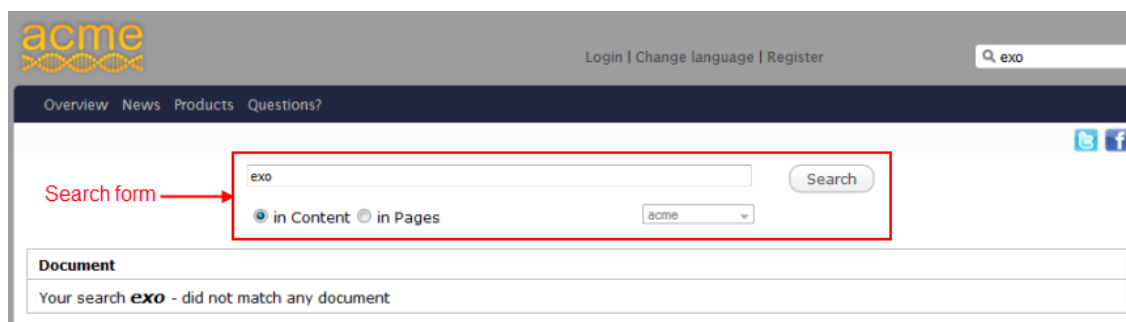 acme
Login | Change language | Register
exo
Overview News Products Questions?
exo
Search
Search form
in Content in Pages
acme
Document
Your search exo - did not match any document